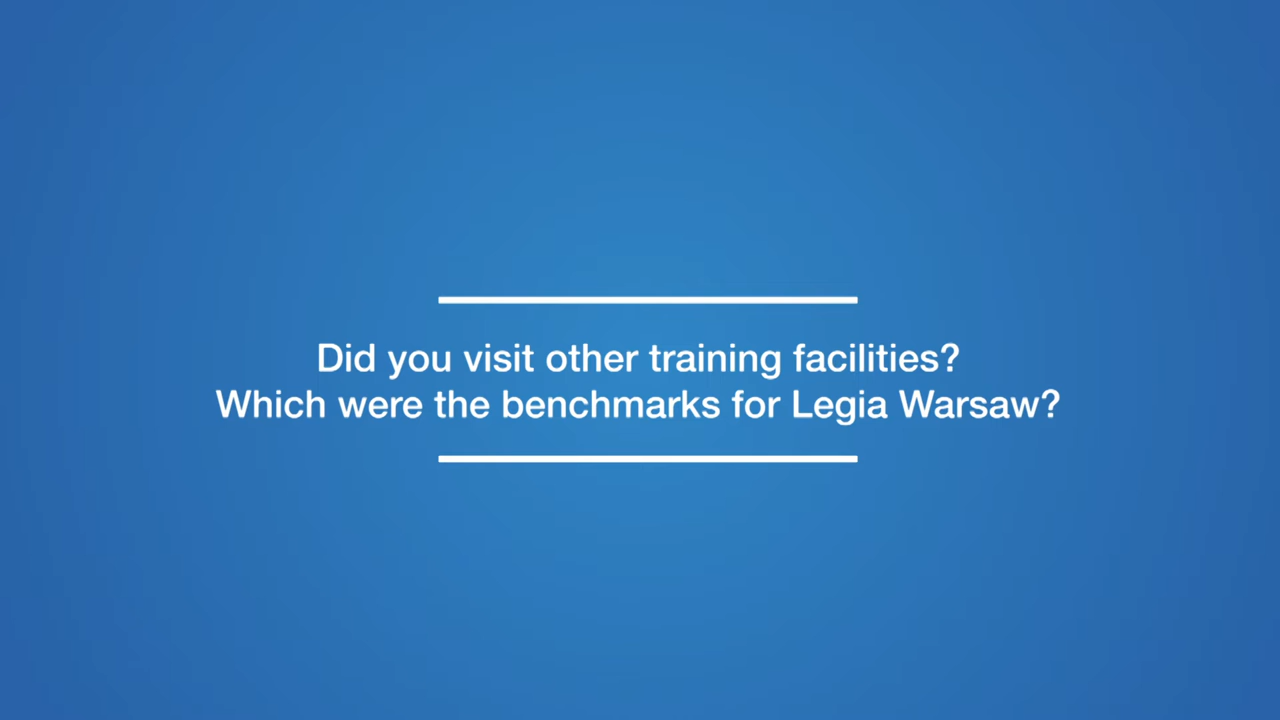 Did you visit other training facilities?
Which were the benchmarks for Legia Warsaw?